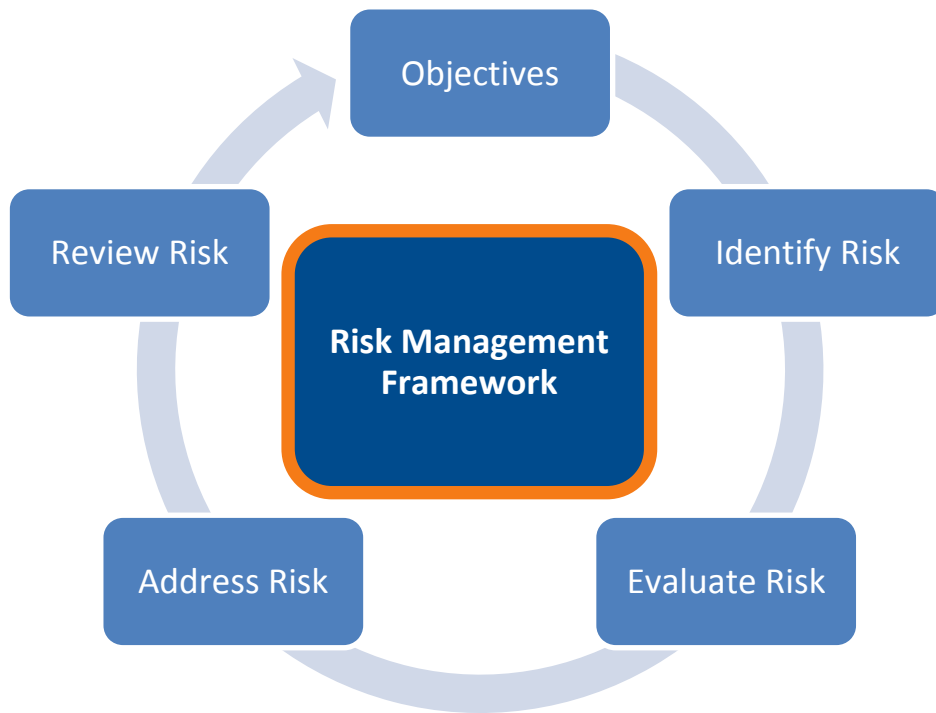 Objectives
Identify Risk
Evaluate Risk
Address Risk
Review Risk
Risk Management
Framework